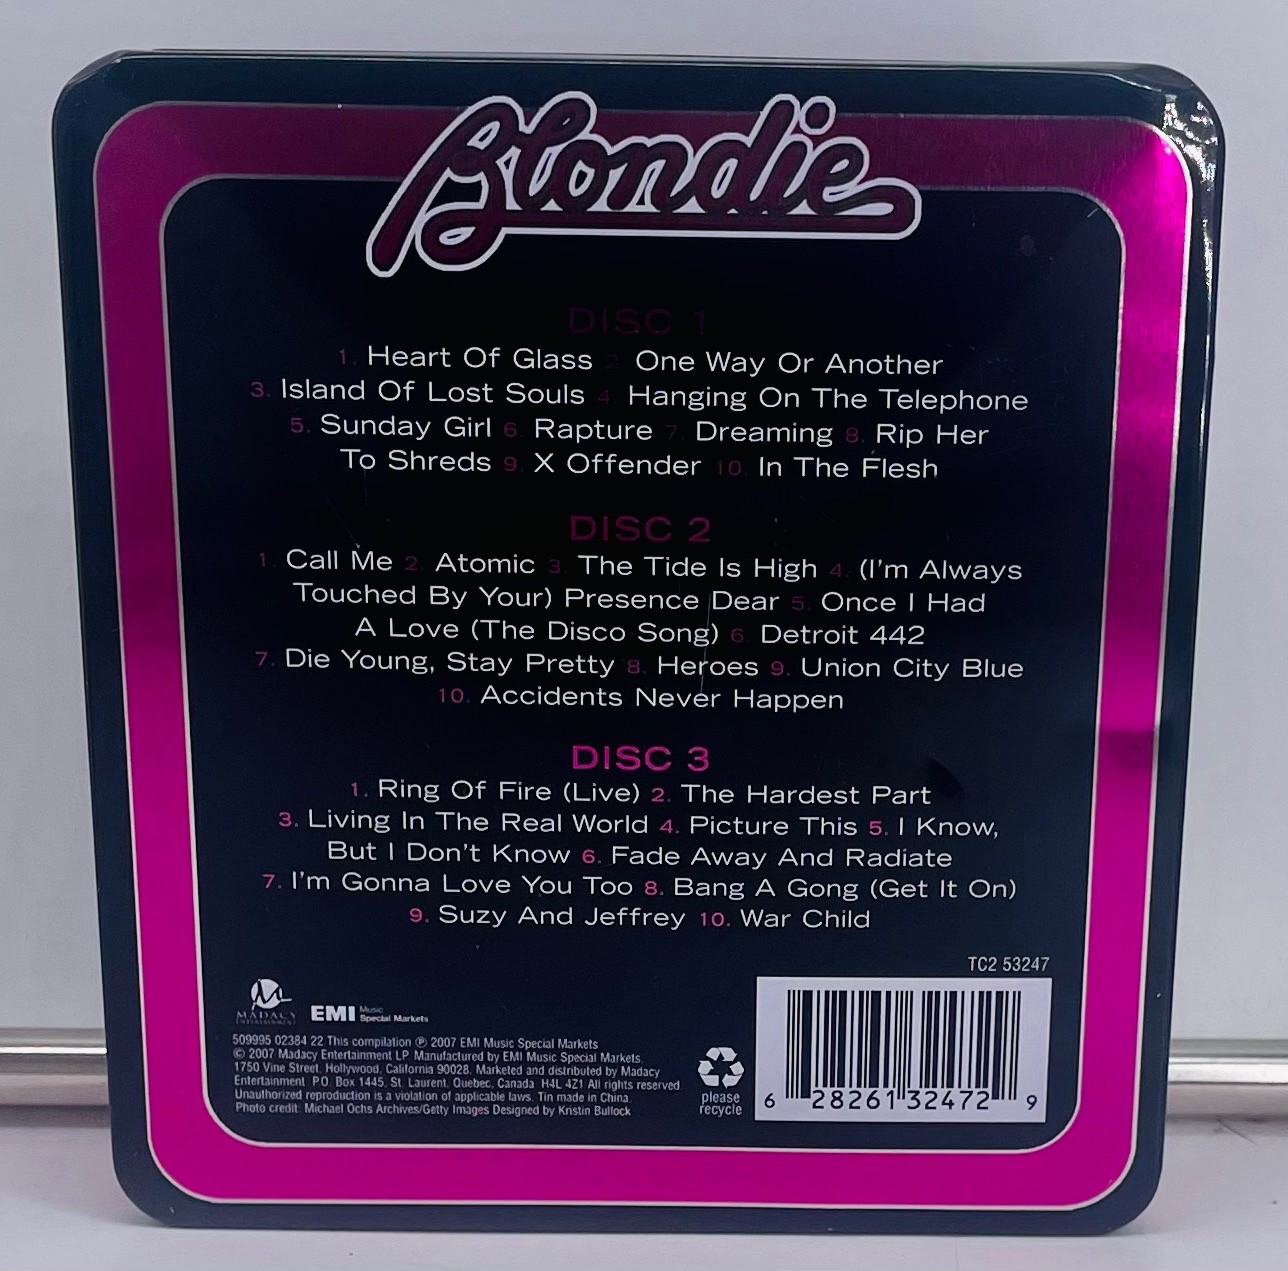 Blondie
DISC 1
1. Heart Of Glass 2. One Way Or Another
3. Island Of Lost Souls 4. Hanging On The Telephone
5. Sunday Girl 6. Rapture 7. Dreaming 8. Rip Her
To Shreds 9. X Offender 10. In The Flesh
DISC 2
1. Call Me 2. Atomic 3. The Tide Is High 4. (I'm Always
Touched By Your) Presence Dear 5. Once I Had
A Love (The Disco Song) 6. Detroit 442
7. Die Young, Stay Pretty 8. Heroes 9. Union City Blue
10. Accidents Never Happen
DISC 3
1. Ring Of Fire (Live) 2. The Hardest Part
3. Living In The Real World 4. Picture This 5. I Know,
But I Don't Know 6. Fade Away And Radiate
7. I'm Gonna Love You Too 8. Bang A Gong (Get It On)
9. Suzy And Jeffrey 10. War Child
TC2 53247
MADACY
ENTERTAINMENT
EMI Music
Special Markets
509995 02384 22 This compilation ℗ 2007 EMI Music Special Markets
© 2007 Madacy Entertainment LP Manufactured by EMI Music Special Markets,
1750 Vine Street, Hollywood, California 90028. Marketed and distributed by Madacy
Entertainment P.O. Box 1445, St. Laurent, Quebec, Canada H4L 4Z1 All rights reserved
Unauthorized reproduction is a violation of applicable laws. Tin made in China.
Photo credit: Michael Ochs Archives/Getty Images Designed by Kristin Bullock
please
recycle
6 28261 32472 9